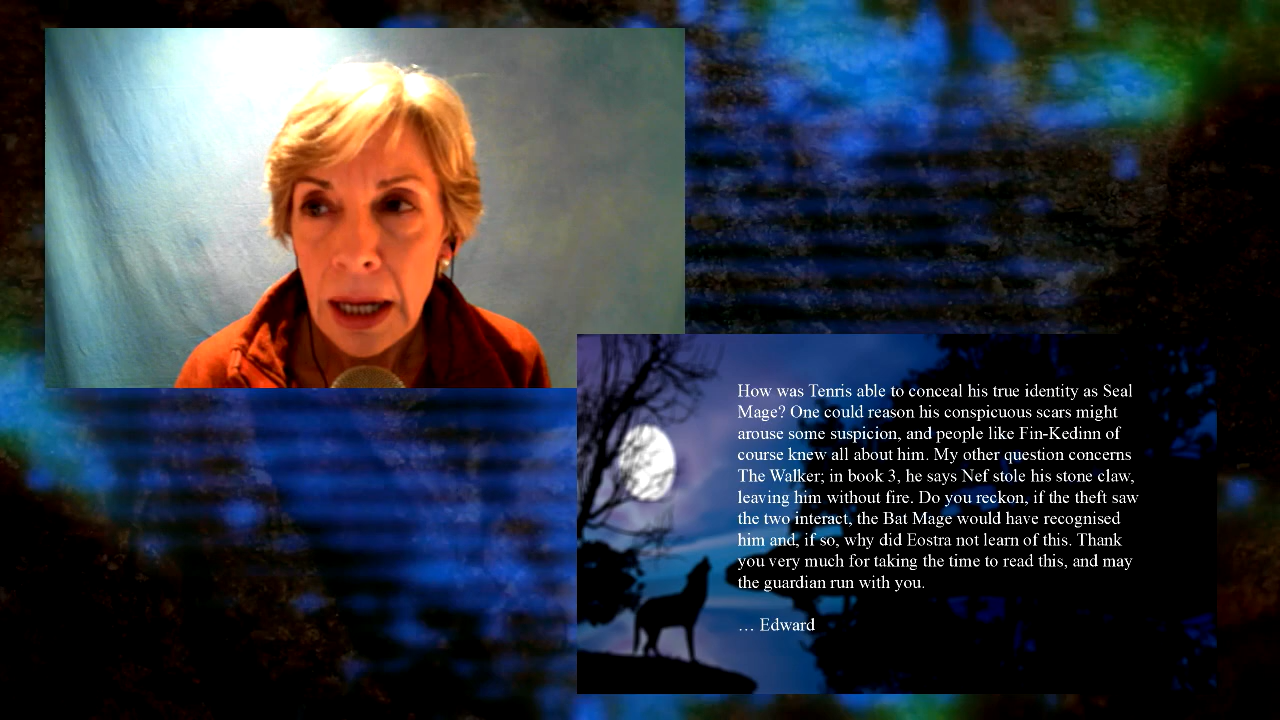 How was Tenris able to conceal his true identity as Seal
Mage? One could reason his conspicuous scars might
arouse some suspicion, and people like Fin-Kedinn of
course knew all about him. My other question concerns
The Walker; in book 3, he says Nef stole his stone claw,
leaving him without fire. Do you reckon, if the theft saw
the two interact, the Bat Mage would have recognised
him and, if so, why did Eostra not learn of this. Thank
you very much for taking the time to read this, and may
the guardian run with you.
… Edward